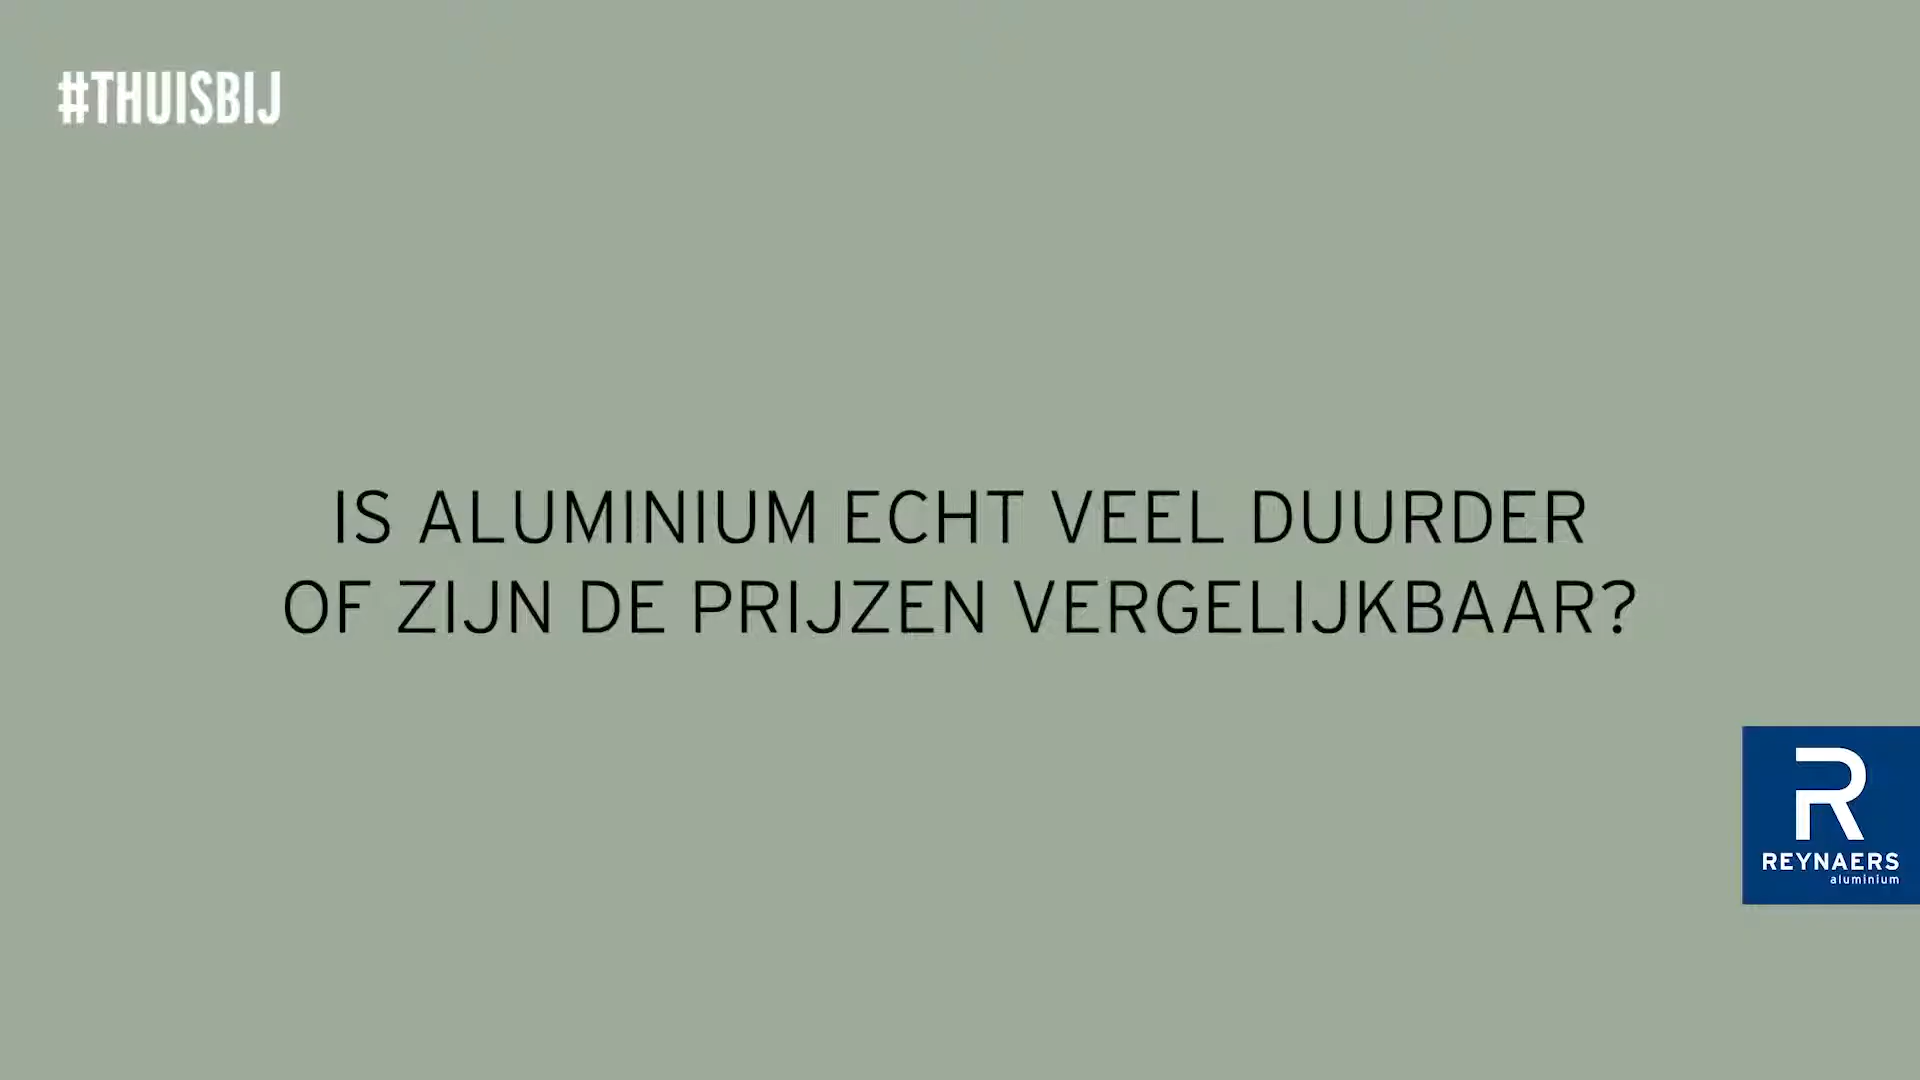 #THUISBIJ
IS ALUMINIUM ECHT VEEL DUURDER
OF ZIJN DE PRIJZEN VERGELIJKBAAR?
R
REYNAERS
aluminium